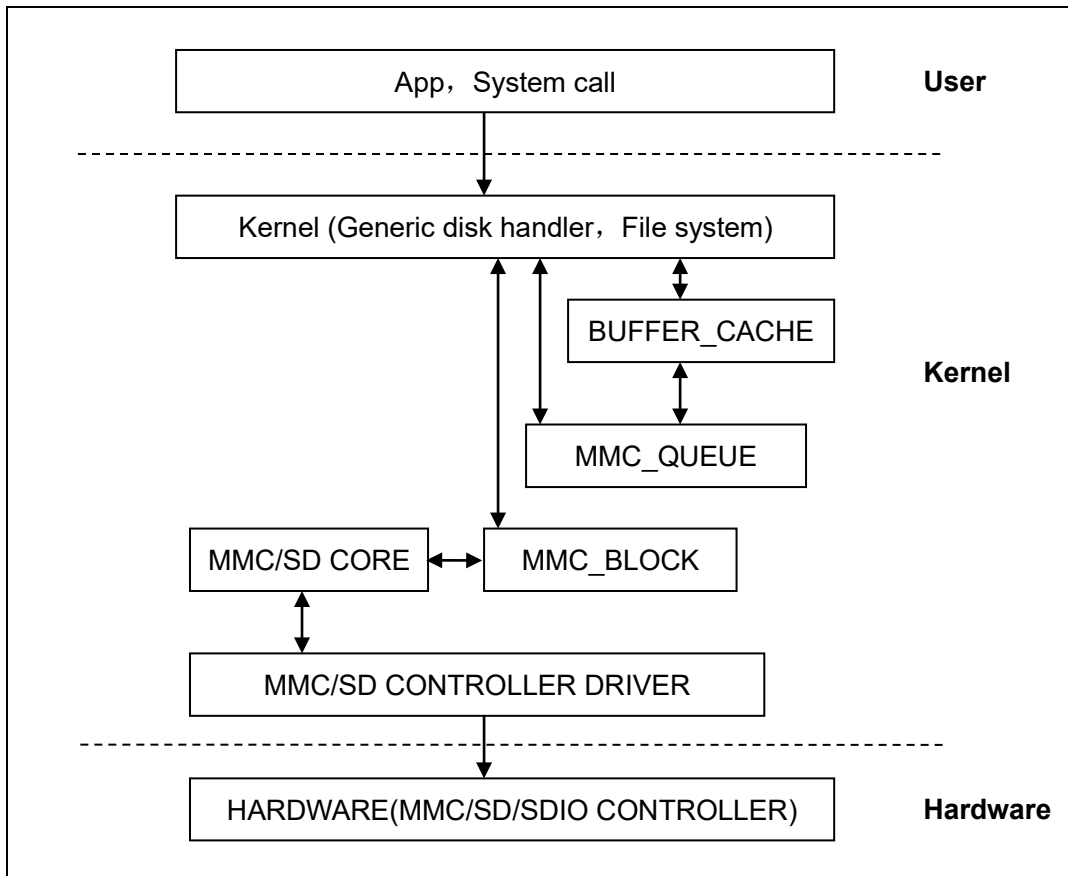 App，System call
User
Kernel (Generic disk handler，File system)
BUFFER_CACHE
Kernel
MMC_QUEUE
MMC/SD CORE
MMC_BLOCK
MMC/SD CONTROLLER DRIVER
HARDWARE(MMC/SD/SDIO CONTROLLER)
Hardware